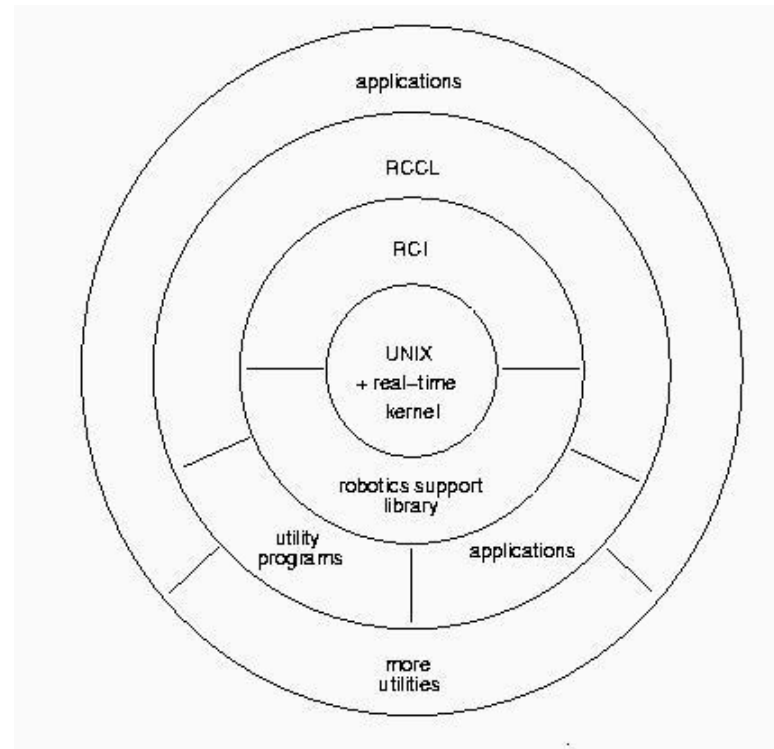 applications
RCCL
RCI
UNIX
+ real-time
kernel
robotics support
library
utility
programs
applications
more
utilities